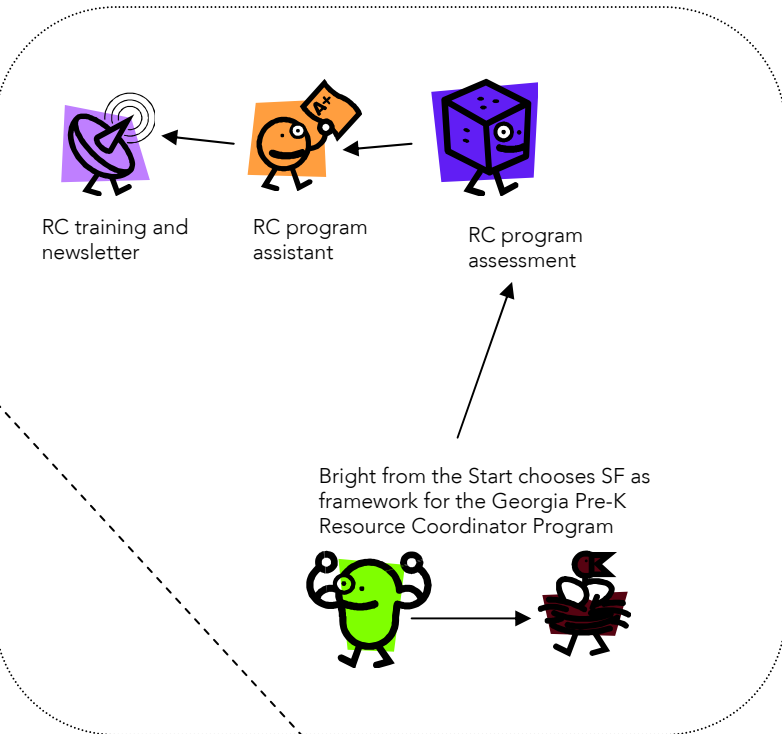 A+
RC training and
newsletter
RC program
assistant
RC program
assessment
Bright from the Start chooses SF as
framework for the Georgia Pre-K
Resource Coordinator Program